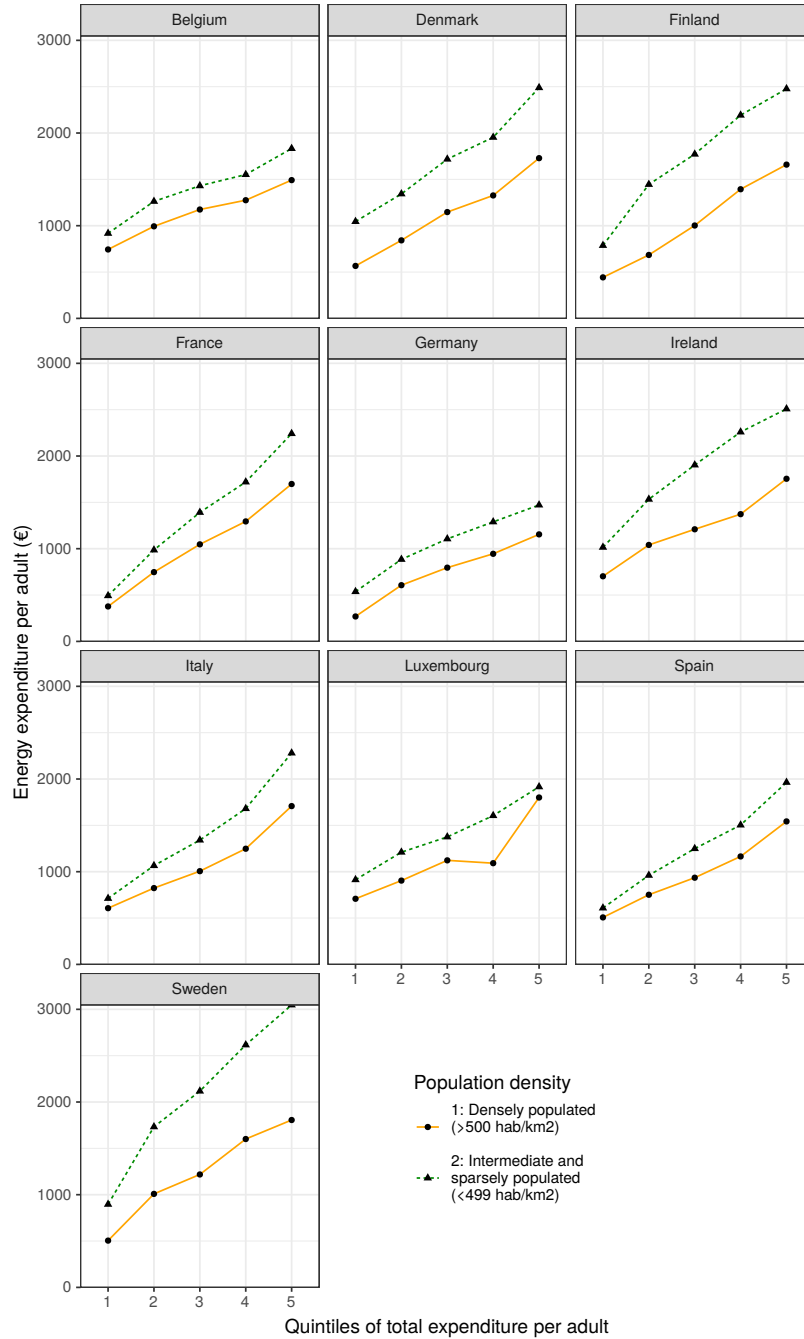 Belgium
Denmark
Finland
3000
2000
1000
0
France
Germany
Ireland
3000
2000
1000
0
Italy
Luxembourg
Spain
3000
2000
1000
0
1 2 3 4 5
1 2 3 4 5
Sweden
3000
2000
1000
0
1 2 3 4 5
Energy expenditure per adult (€)
Quintiles of total expenditure per adult
Population density
1: Densely populated
(>500 hab/km2)
2: Intermediate and
sparsely populated
(<499 hab/km2)